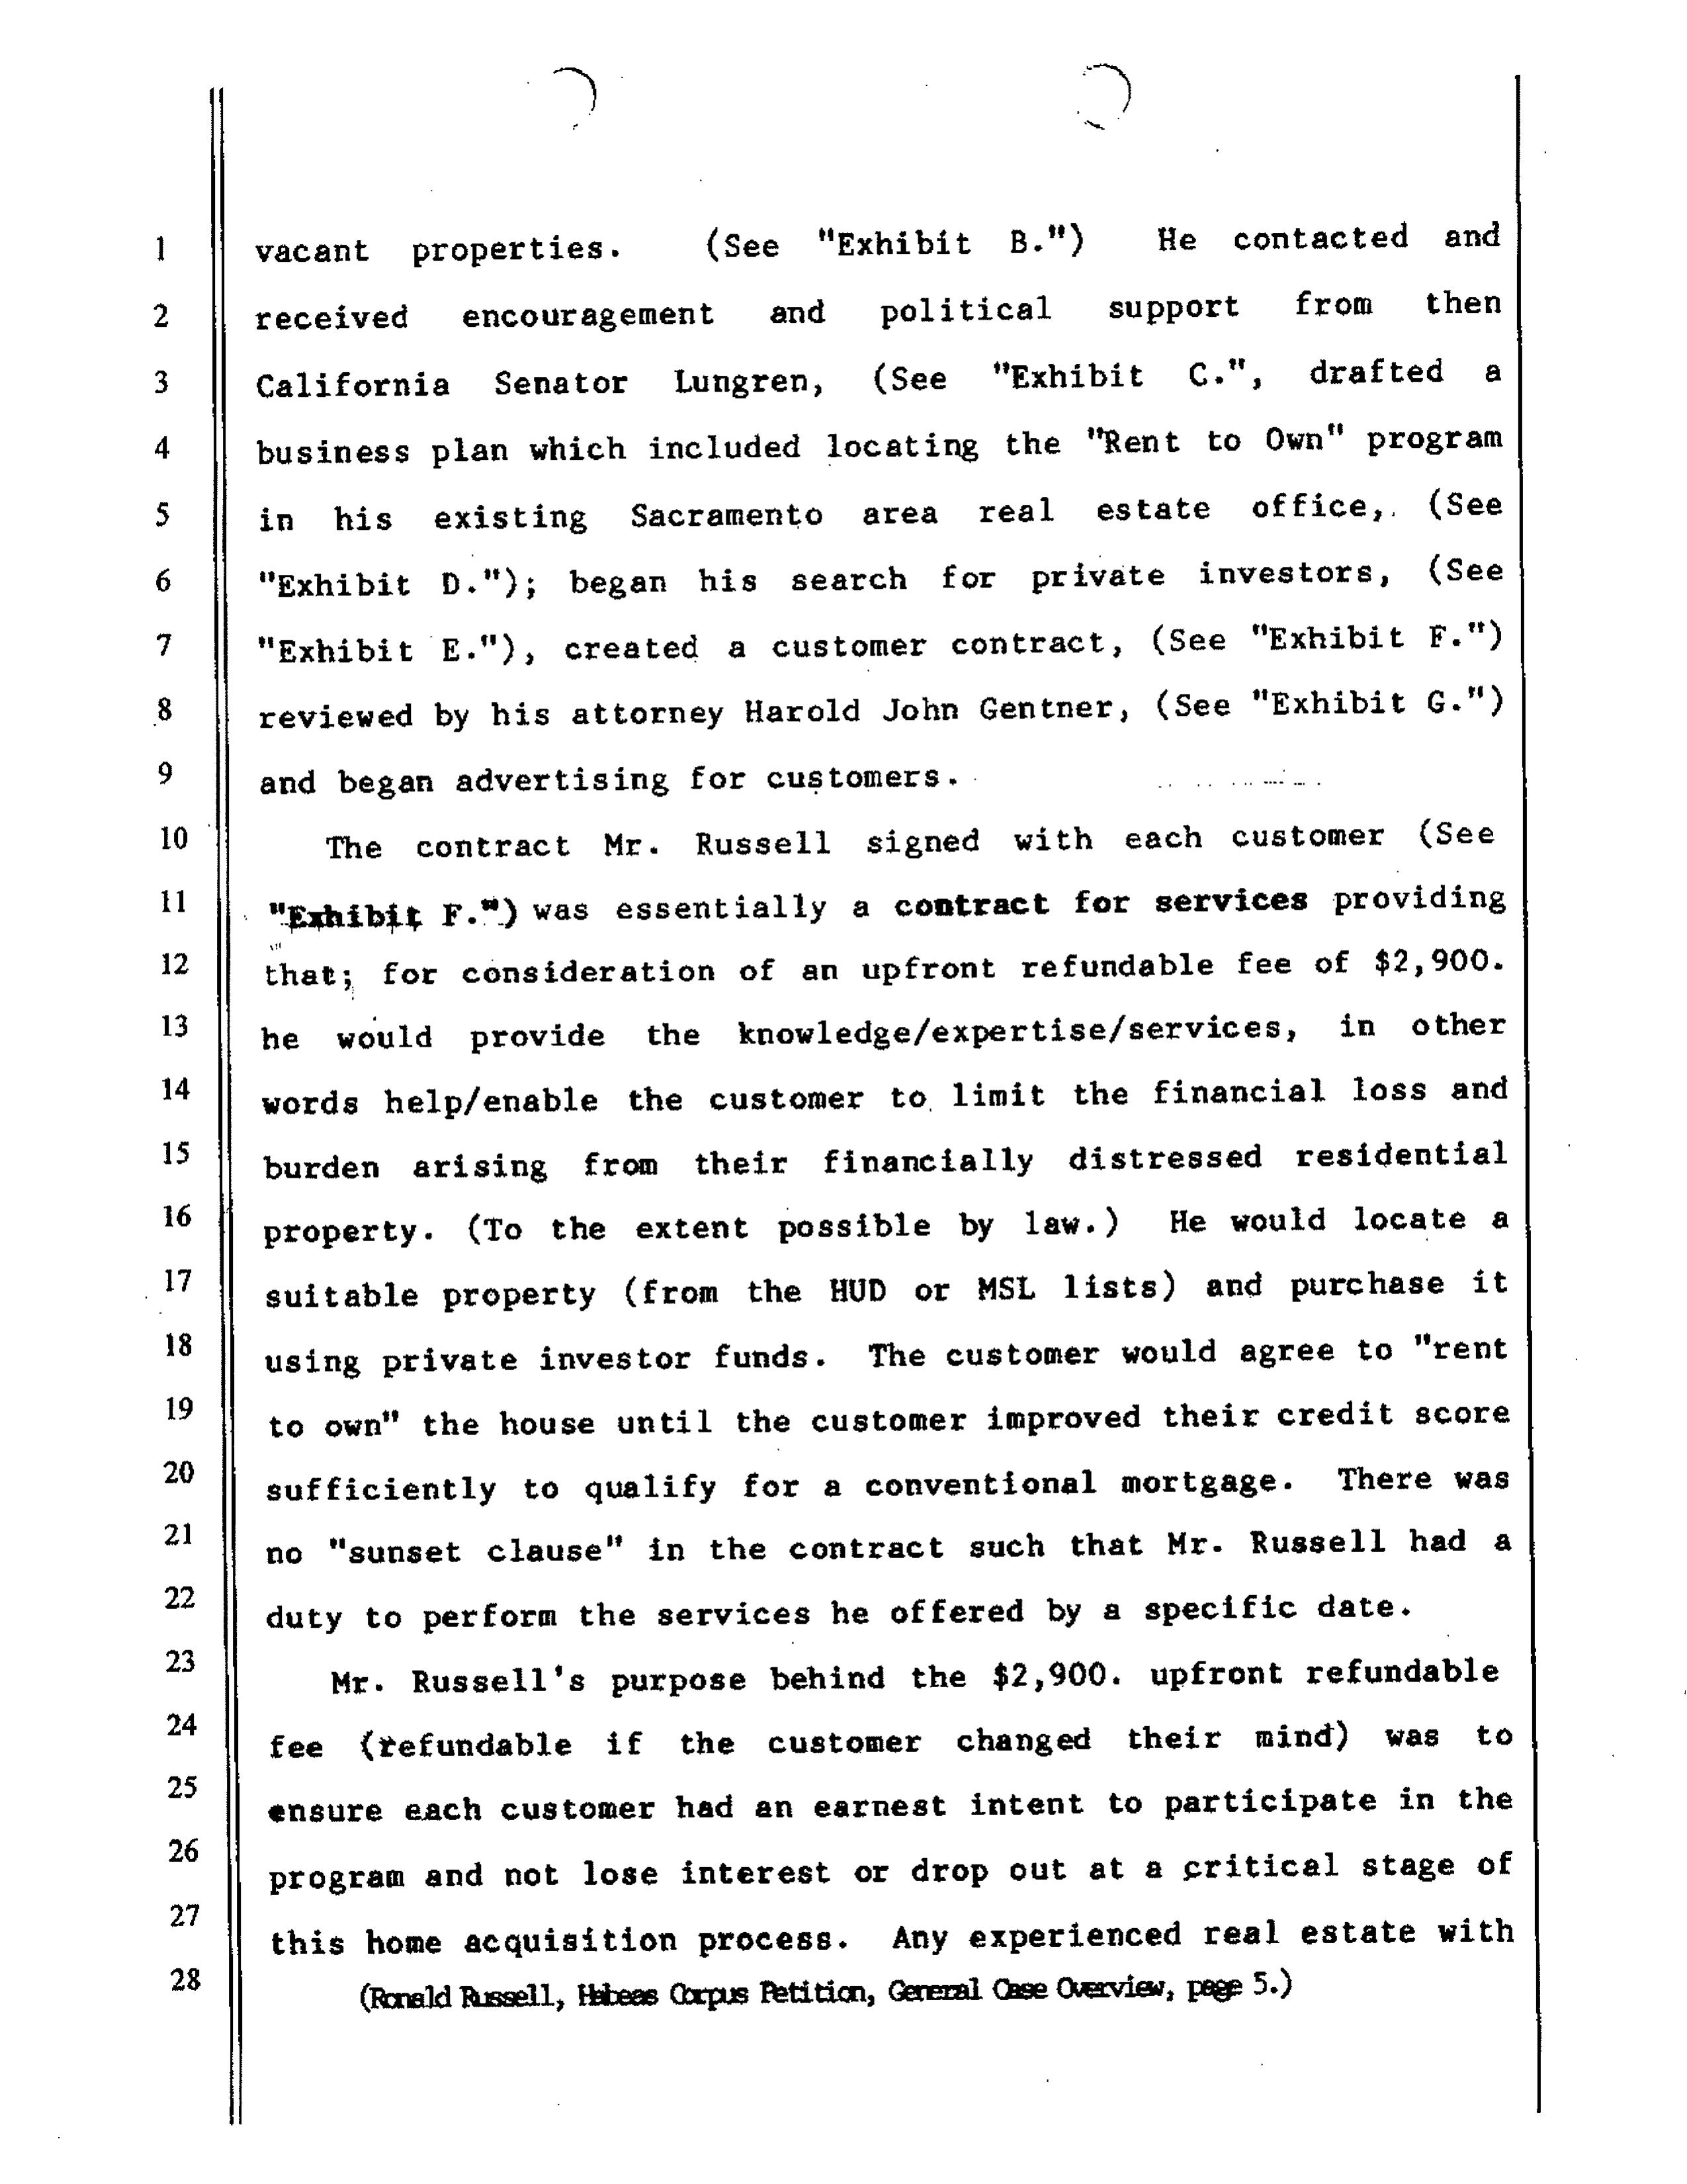 1 vacant properties. (See "Exhibit B.") He contacted and
2 received encouragement and political support from then
3 California Senator Lungren, (See "Exhibit C.", drafted a
4 business plan which included locating the "Rent to Own" program
5 in his existing Sacramento area real estate office, (See
6 "Exhibit D."); began his search for private investors, (See
7 "Exhibit E."), created a customer contract, (See "Exhibit F.")
8 reviewed by his attorney Harold John Gentner, (See "Exhibit G.")
9 and began advertising for customers.
10 The contract Mr. Russell signed with each customer (See
11 "Exhibit F.") was essentially a contract for services providing
12 that; for consideration of an upfront refundable fee of $2,900.
13 he would provide the knowledge/expertise/services, in other
14 words help/enable the customer to limit the financial loss and
15 burden arising from their financially distressed residential
16 property. (To the extent possible by law.) He would locate a
17 suitable property (from the HUD or MSL lists) and purchase it
18 using private investor funds. The customer would agree to "rent
19 to own" the house until the customer improved their credit score
20 sufficiently to qualify for a conventional mortgage. There was
21 no "sunset clause" in the contract such that Mr. Russell had a
22 duty to perform the services he offered by a specific date.
23 Mr. Russell's purpose behind the $2,900. upfront refundable
24 fee (refundable if the customer changed their mind) was to
25 ensure each customer had an earnest intent to participate in the
26 program and not lose interest or drop out at a critical stage of
27 this home acquisition process. Any experienced real estate with
28 (Ronald Russell, Habeas Corpus Petition, General Case Overview, page 5.)